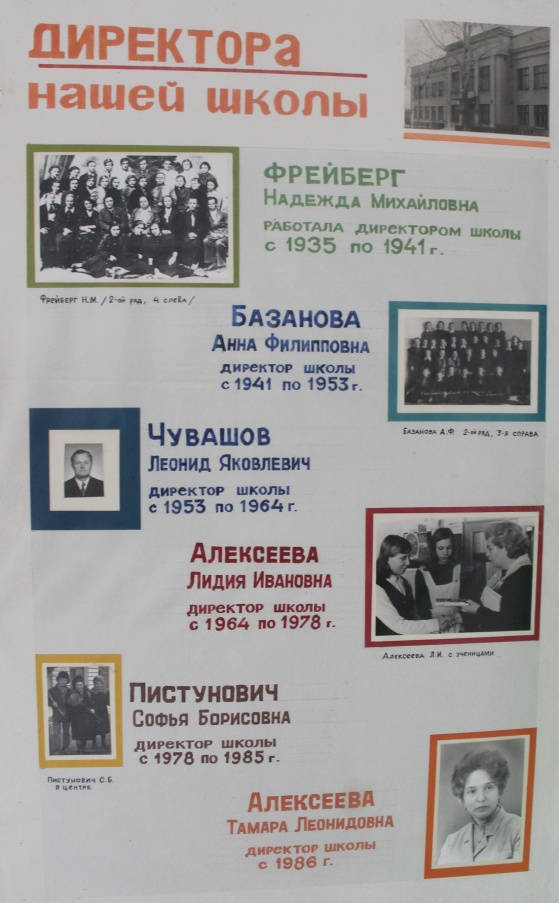 ДИРЕКТОРА
НАШЕЙ ШКОЛЫ
ФРЕЙБЕРГ
НАДЕЖДА МИХАЙЛОВНА
РАБОТАЛА ДИРЕКТОРОМ ШКОЛЫ
С 1935 ПО 1941 Г.
ФРЕЙБЕРГ Н.М. /2-ОЙ РЯД, 4 СЛЕВА/
БАЗАНОВА
АННА ФИЛИППОВНА
ДИРЕКТОР ШКОЛЫ
С 1941 ПО 1953 Г.
БАЗАНОВА А.Ф. 2-ОЙ РЯД, 3-Я СПРАВА
ЧУВАШОВ
ЛЕОНИД ЯКОВЛЕВИЧ
ДИРЕКТОР ШКОЛЫ
С 1953 ПО 1964 Г.
АЛЕКСЕЕВА
ЛИДИЯ ИВАНОВНА
ДИРЕКТОР ШКОЛЫ
С 1964 ПО 1978 Г.
АЛЕКСЕЕВА Л.И. С УЧЕНИЦАМИ
ПИСТУНОВИЧ
СОФЬЯ БОРИСОВНА
ДИРЕКТОР ШКОЛЫ
С 1978 ПО 1985 Г.
ПИСТУНОВИЧ С.Б.
В ЦЕНТРЕ
АЛЕКСЕЕВА
ТАМАРА ЛЕОНИДОВНА
ДИРЕКТОР ШКОЛЫ
С 1986 Г.